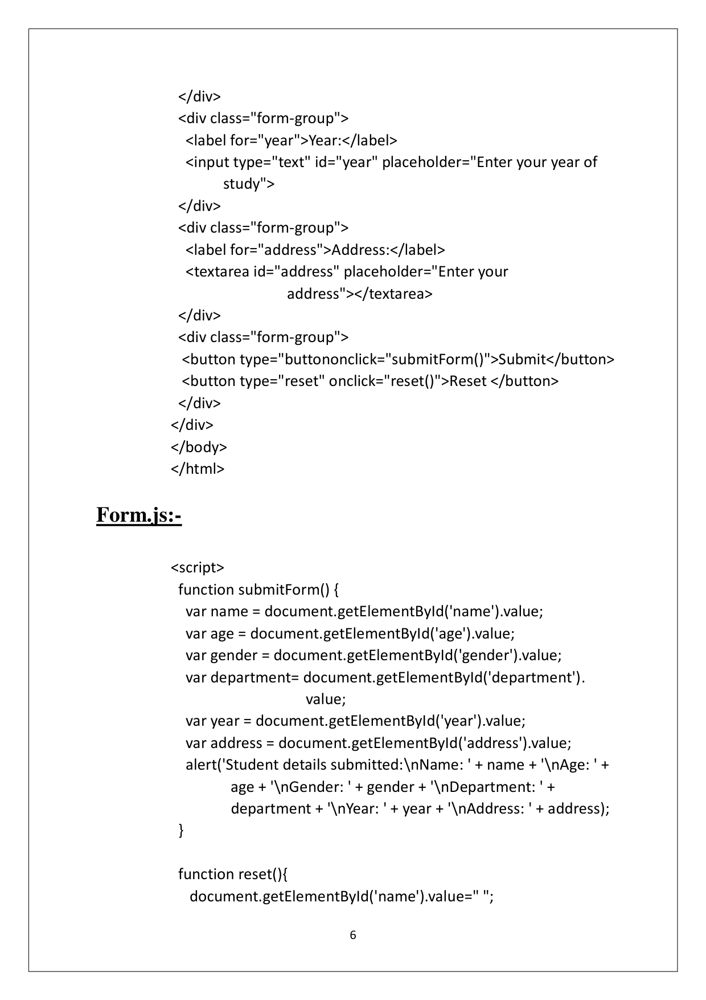 </div>
<div class="form-group">
<label for="year">Year:</label>
<input type="text" id="year" placeholder="Enter your year of
study">
</div>
<div class="form-group">
<label for="address">Address:</label>
<textarea id="address" placeholder="Enter your
address"></textarea>
</div>
<div class="form-group">
<button type="buttononclick="submitForm()">Submit</button>
<button type="reset" onclick="reset()">Reset </button>
</div>
</div>
</body>
</html>
Form.js:-
<script>
function submitForm() {
var name = document.getElementById('name').value;
var age = document.getElementById('age').value;
var gender = document.getElementById('gender').value;
var department= document.getElementById('department').
value;
var year = document.getElementById('year').value;
var address = document.getElementById('address').value;
alert('Student details submitted:\nName: ' + name + '\nAge: ' +
age + '\nGender: ' + gender + '\nDepartment: ' +
department + '\nYear: ' + year + '\nAddress: ' + address);
}
function reset(){
document.getElementById('name').value=" ";
6